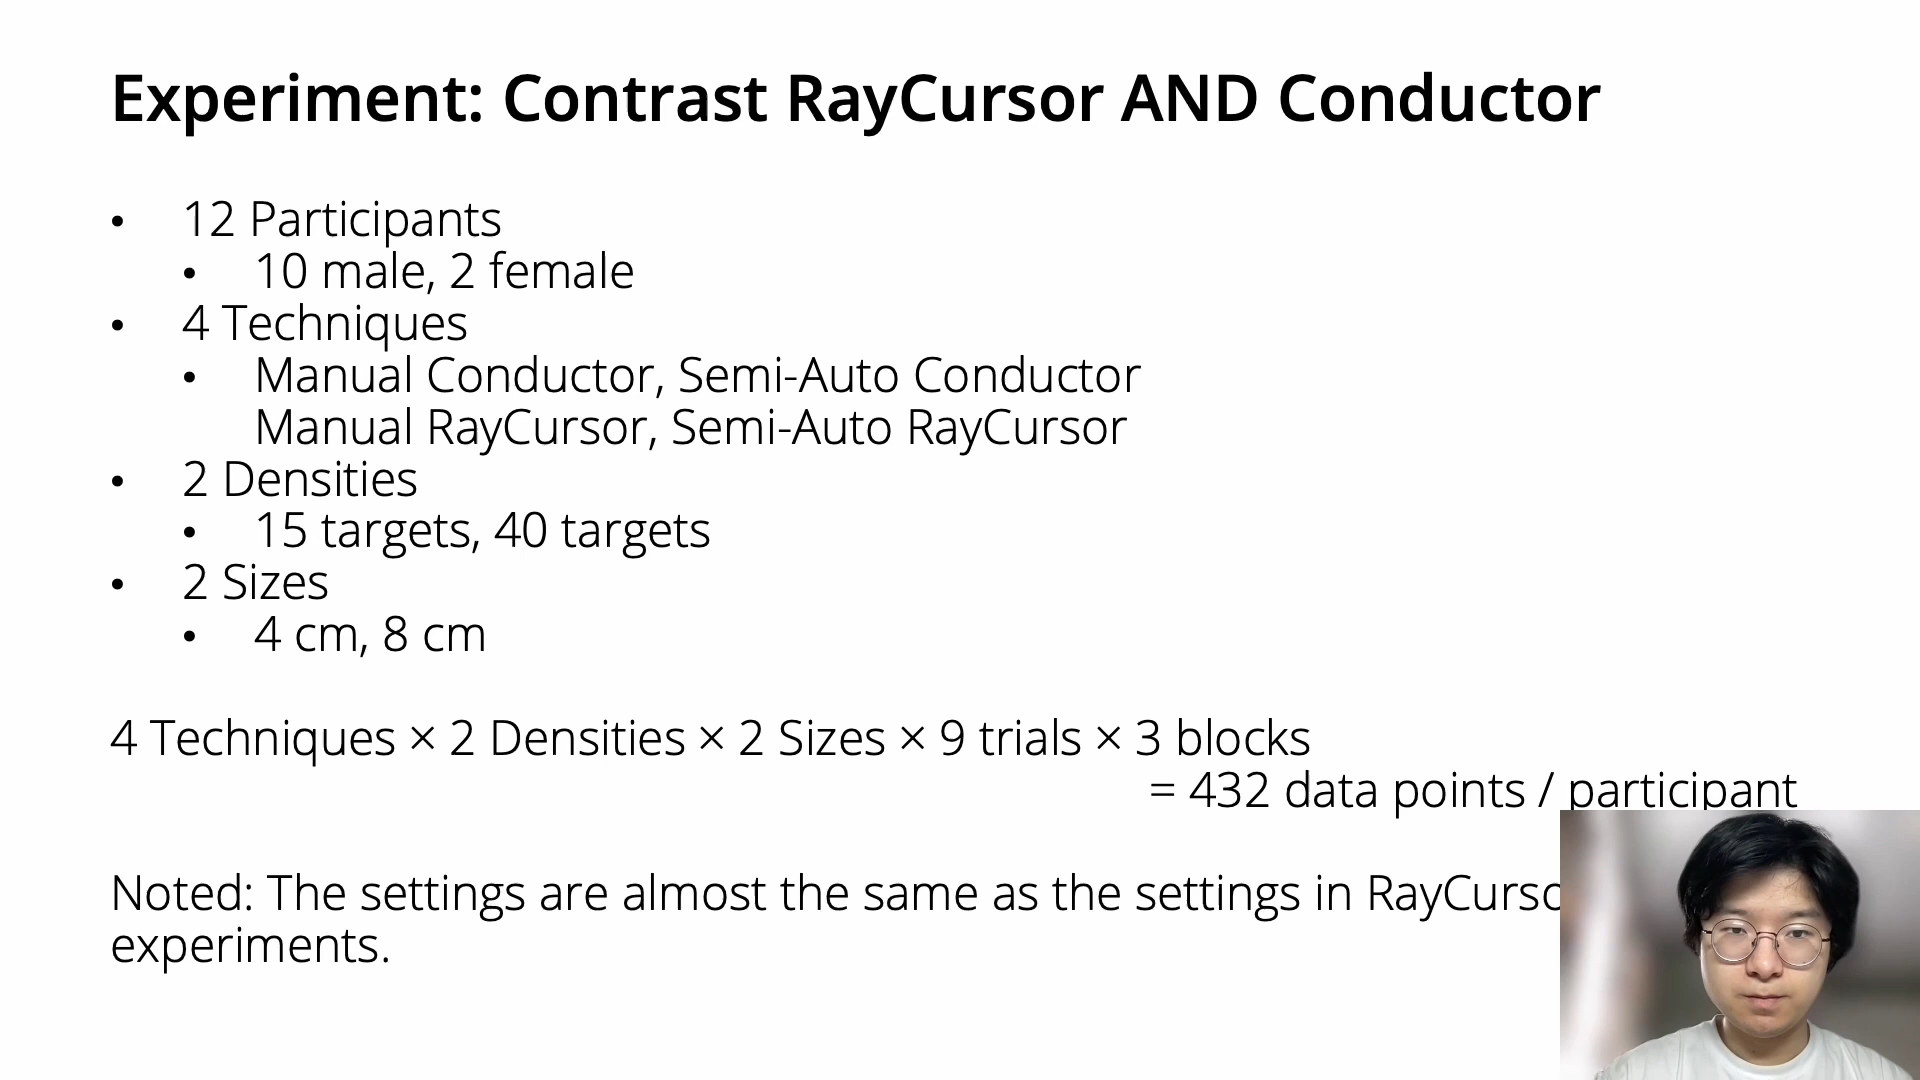 Experiment: Contrast RayCursor AND Conductor
• 12 Participants
• 10 male, 2 female
• 4 Techniques
• Manual Conductor, Semi-Auto Conductor
Manual RayCursor, Semi-Auto RayCursor
• 2 Densities
• 15 targets, 40 targets
• 2 Sizes
• 4 cm, 8 cm
4 Techniques × 2 Densities × 2 Sizes × 9 trials × 3 blocks
= 432 data points / participant
Noted: The settings are almost the same as the settings in
experiments.